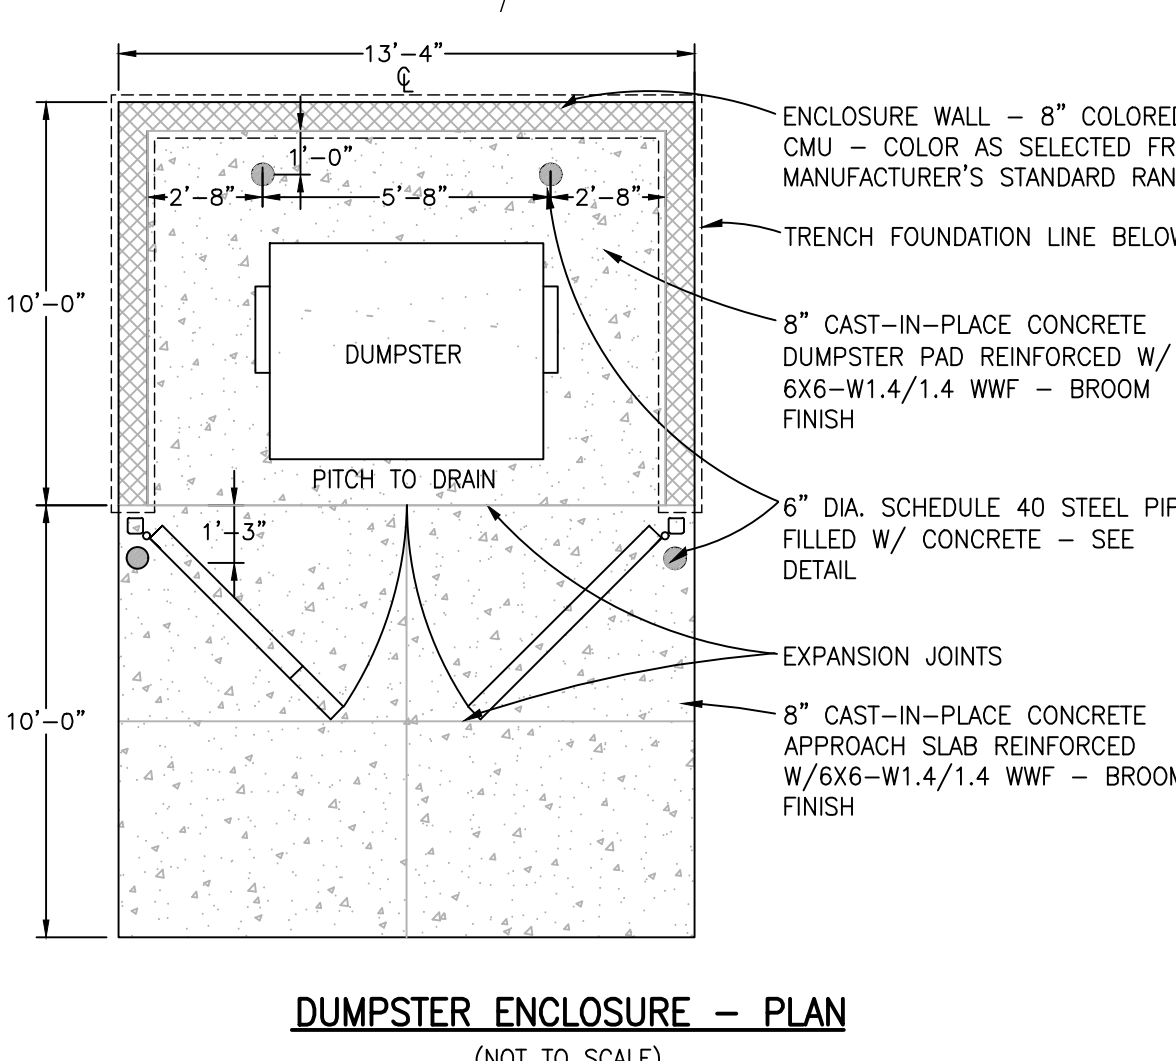 13'-4"
℄
1'-0"
2'-8" 5'-8" 2'-8"
10'-0"
DUMPSTER
PITCH TO DRAIN
1'-3"
10'-0"
ENCLOSURE WALL - 8" COLORED
CMU - COLOR AS SELECTED FR
MANUFACTURER'S STANDARD RAN
TRENCH FOUNDATION LINE BELOW
8" CAST-IN-PLACE CONCRETE
DUMPSTER PAD REINFORCED W/
6X6-W1.4/1.4 WWF - BROOM
FINISH
6" DIA. SCHEDULE 40 STEEL PIP
FILLED W/ CONCRETE - SEE
DETAIL
EXPANSION JOINTS
8" CAST-IN-PLACE CONCRETE
APPROACH SLAB REINFORCED
W/6X6-W1.4/1.4 WWF - BROOM
FINISH
DUMPSTER ENCLOSURE - PLAN
(NOT TO SCALE)